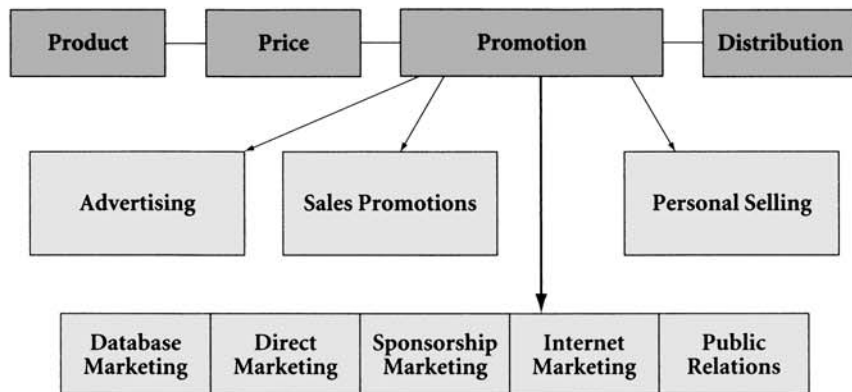 Product
Price
Promotion
Distribution
Advertising
Sales Promotions
Personal Selling
Database
Marketing
Direct
Marketing
Sponsorship
Marketing
Internet
Marketing
Public
Relations